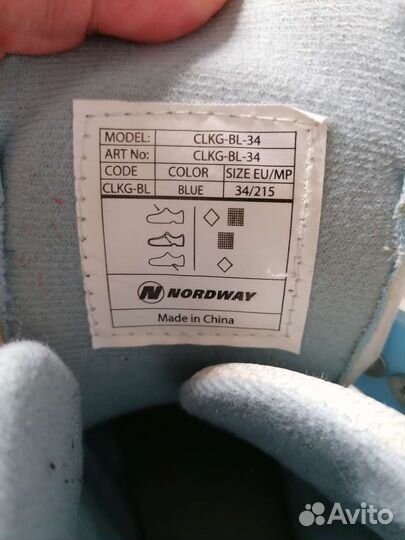 MODEL: CLKG-BL-34
ART No: CLKG-BL-34
CODE COLOR SIZE EU/MP
CLKG-BL BLUE 34/215
NORDWAY
Made in China
Avito